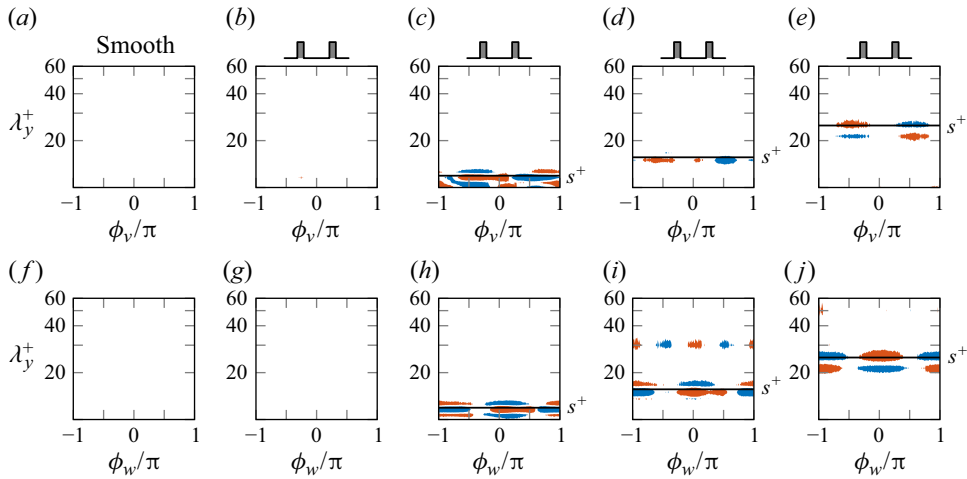 (a) (b) (c) (d) (e)
Smooth
60 60 60 60 60
40 40 40 40 40
λ_y^+ s^+
20 20 20 20 20
s^+
−1 0 1 −1 0 1 −1 0 1 −1 0 1 −1 0 1
ϕ_v/π ϕ_v/π ϕ_v/π ϕ_v/π ϕ_v/π
(f) (g) (h) (i) (j)
60 60 60 60 60
40 40 40 40 40
λ_y^+ s^+
20 20 20 20 20
s^+
s^+
−1 0 1 −1 0 1 −1 0 1 −1 0 1 −1 0 1
ϕ_w/π ϕ_w/π ϕ_w/π ϕ_w/π ϕ_w/π